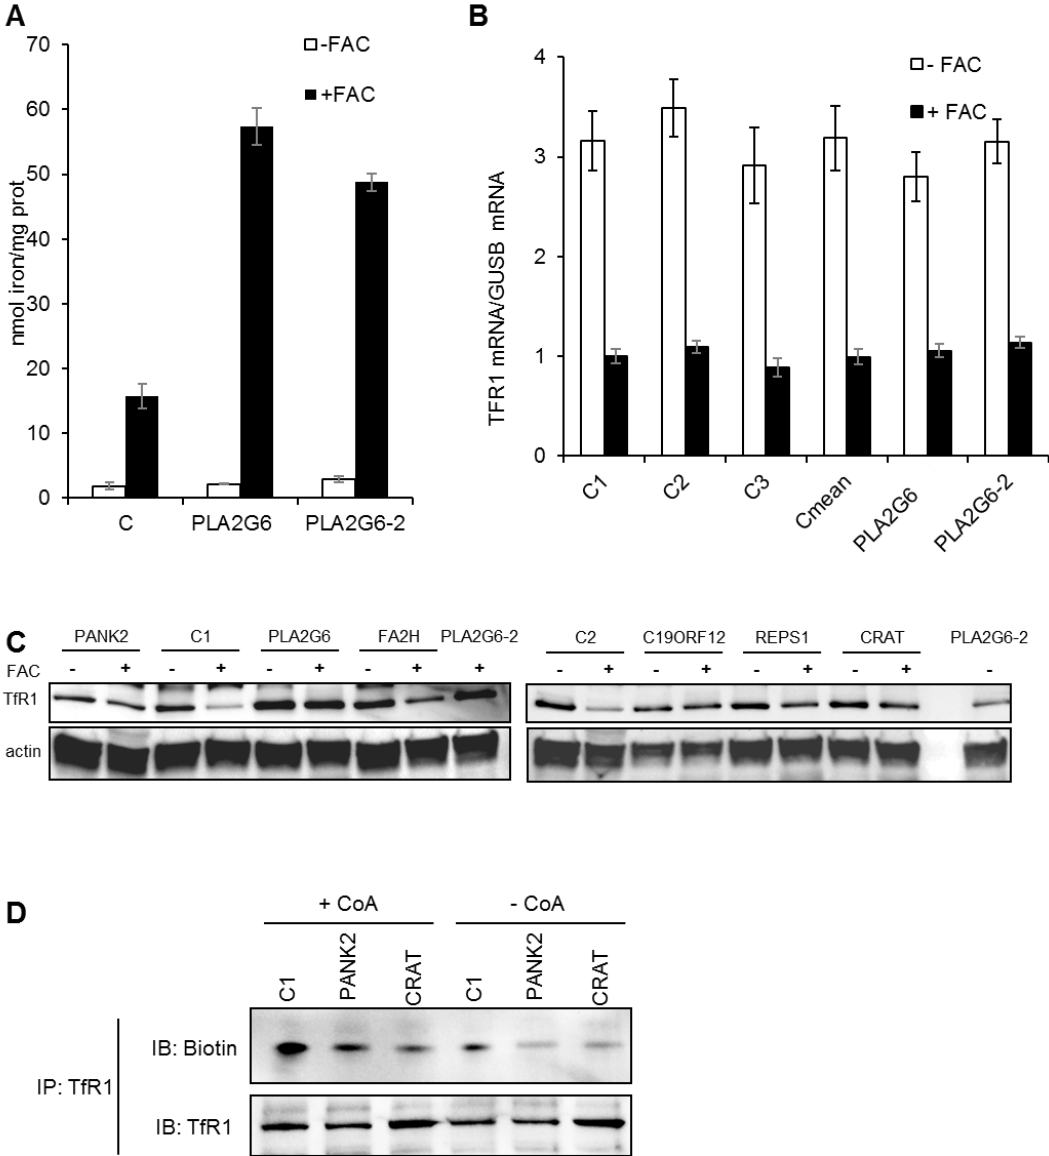 A
70
60
50
40
30
20
10
0
nmol iron/mg prot
-FAC
+FAC
C PLA2G6 PLA2G6-2
B
4
3
2
1
0
TFR1 mRNA/GUSB mRNA
- FAC
+ FAC
C1 C2 C3 Cmean PLA2G6 PLA2G6-2
C
PANK2 C1 PLA2G6 FA2H PLA2G6-2 C2 C19ORF12 REPS1 CRAT PLA2G6-2
FAC - + - + - + - + + - + - + - + - + -
TfR1
actin
D
+ CoA - CoA
C1 PANK2 CRAT C1 PANK2 CRAT
IP: TfR1
IB: Biotin
IB: TfR1